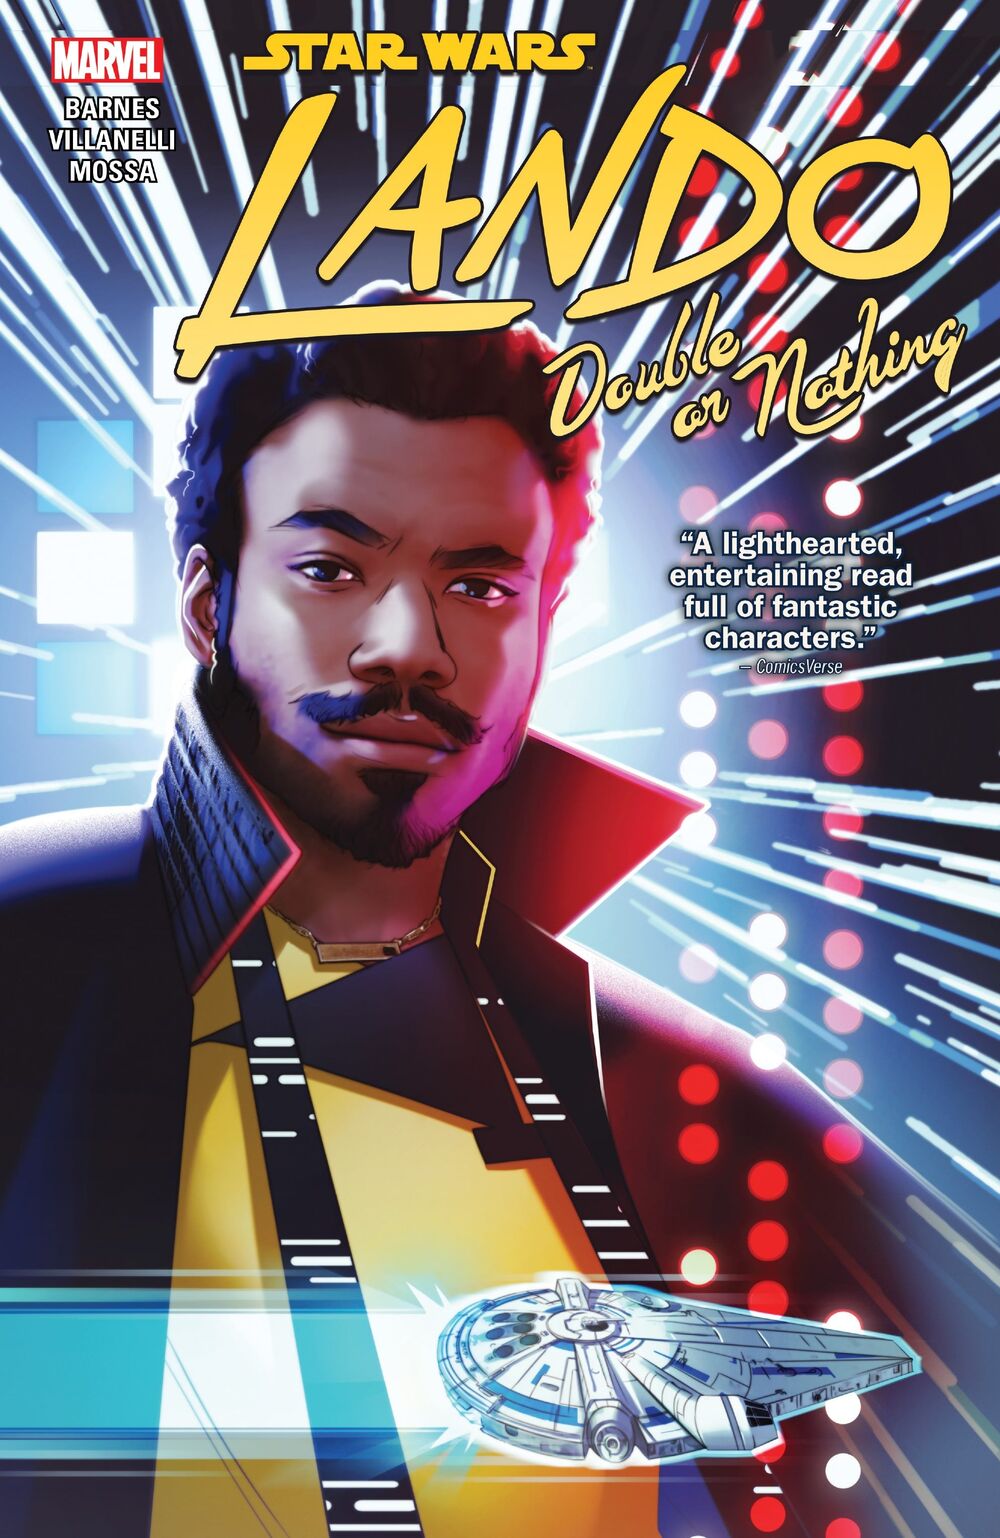 MARVEL
BARNES
VILLANELLI
MOSSA
STAR WARS
LANDO
Double
or Nothing
“A lighthearted,
entertaining read
full of fantastic
characters.”
– ComicsVerse